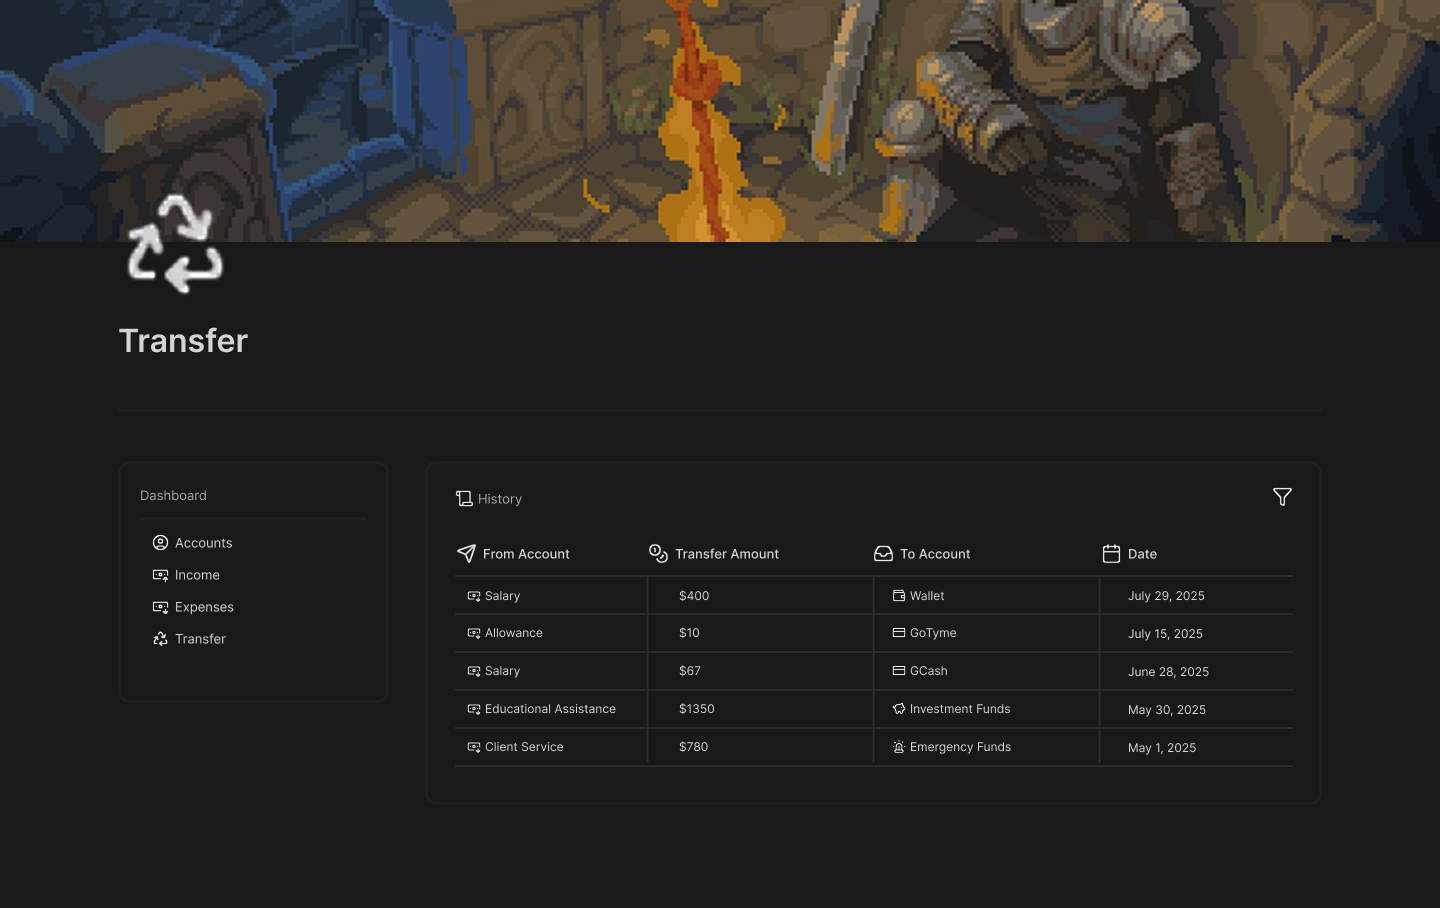 Transfer
Dashboard
Accounts
Income
Expenses
Transfer
History
From Account Transfer Amount To Account Date
Salary $400 Wallet July 29, 2025
Allowance $10 GoTyme July 15, 2025
Salary $67 GCash June 28, 2025
Educational Assistance $1350 Investment Funds May 30, 2025
Client Service $780 Emergency Funds May 1, 2025